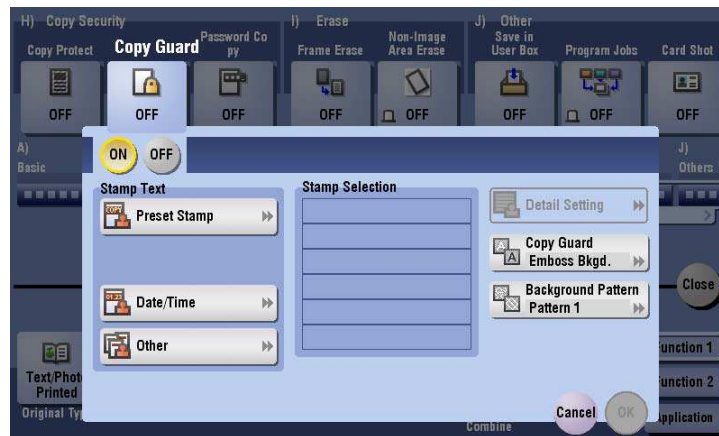 H) Copy Security
I) Erase
J) Other
Copy Protect
Copy Guard
Password Co
py
Frame Erase
Non-Image
Area Erase
Save in
User Box
Program Jobs
Card Shot
OFF
OFF
OFF
OFF
OFF
OFF
OFF
OFF
A)
Basic
ON
OFF
J)
Others
Stamp Text
Stamp Selection
Preset Stamp
Detail Setting
Copy Guard
Emboss Bkgd.
Date/Time
Background Pattern
Pattern 1
Close
Other
Text/Phot
Printed
Original Typ
unction 1
unction 2
pplication
Cancel
OK
Combine